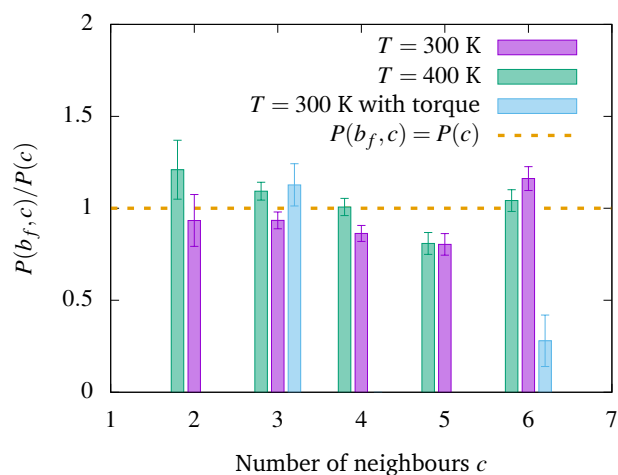 2
1.5
1
0.5
0
P(b_f, c)/P(c)
T = 300 K
T = 400 K
T = 300 K with torque
P(b_f, c) = P(c)
1 2 3 4 5 6 7
Number of neighbours c